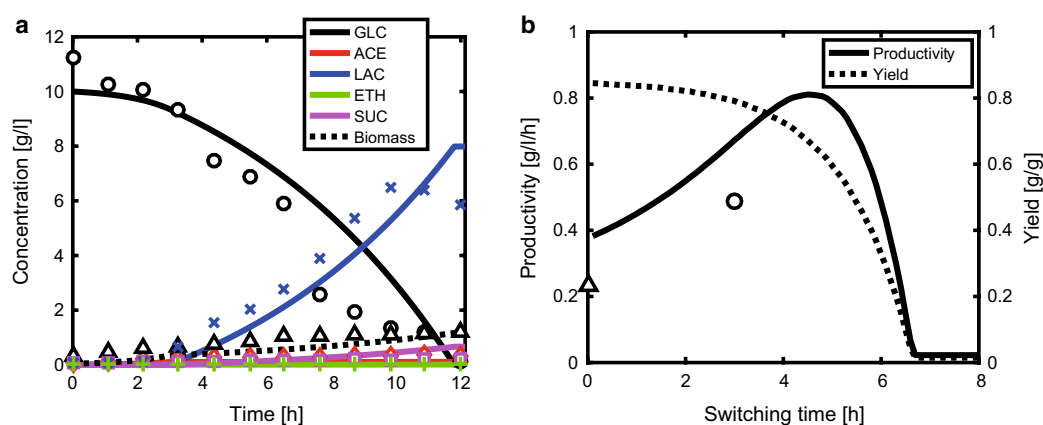 a
GLC
ACE
LAC
ETH
SUC
Biomass
Concentration [g/l]
12
10
8
6
4
2
0
0 2 4 6 8 10 12
Time [h]
b
Productivity
Yield
Productivity [g/l/h]
1
0.8
0.6
0.4
0.2
0
Yield [g/g]
1
0.8
0.6
0.4
0.2
0
0 2 4 6 8
Switching time [h]